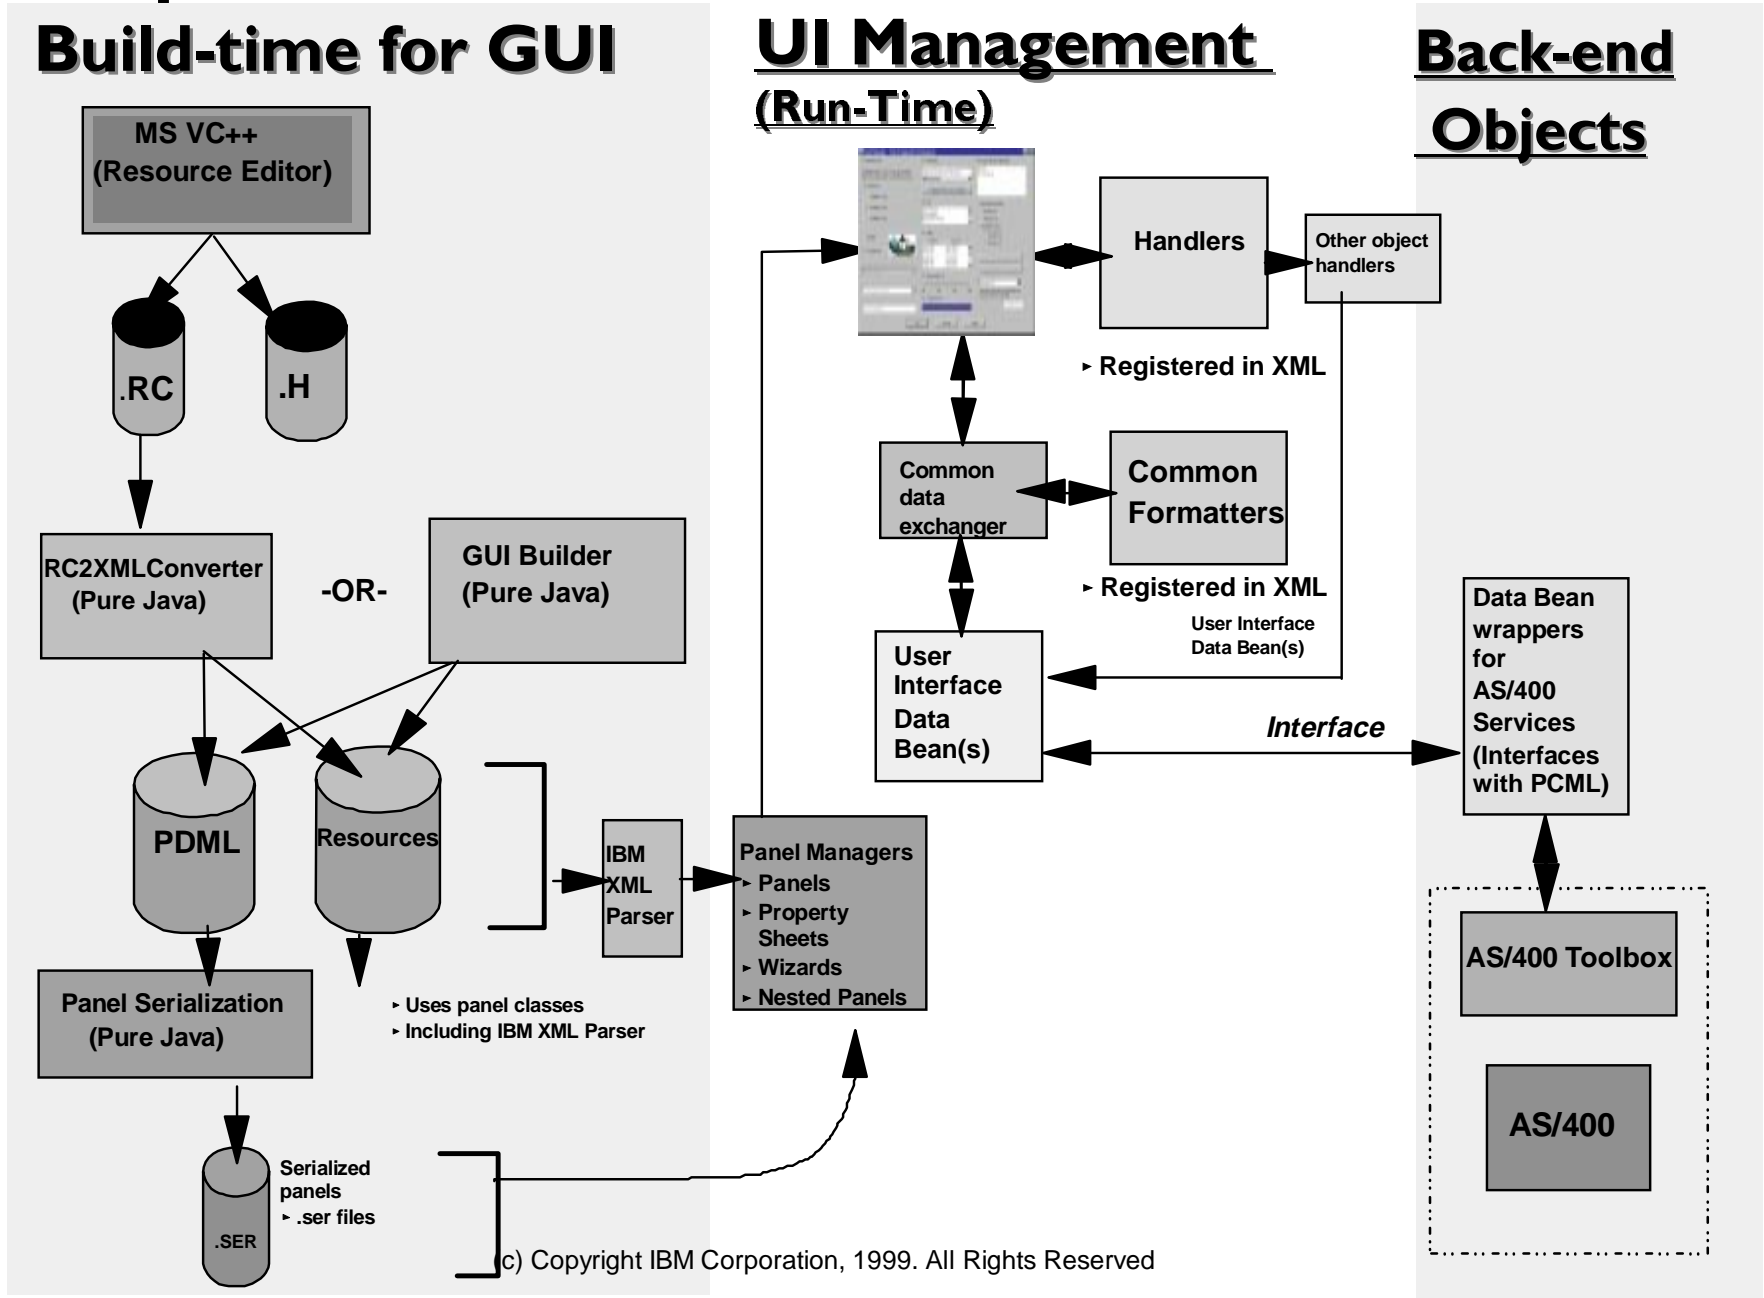 Build-time for GUI
UI Management
(Run-Time)
Back-end
Objects
MS VC++
(Resource Editor)
.RC
.H
RC2XMLConverter
(Pure Java)
-OR-
GUI Builder
(Pure Java)
PDML
Resources
Panel Serialization
(Pure Java)
► Uses panel classes
► Including IBM XML Parser
.SER
Serialized
panels
► .ser files
IBM
XML
Parser
Panel Managers
► Panels
► Property
Sheets
► Wizards
► Nested Panels
Handlers
Other object
handlers
► Registered in XML
Common
data
exchanger
Common
Formatters
► Registered in XML
User Interface
Data Bean(s)
User
Interface
Data
Bean(s)
Interface
Data Bean
wrappers
for
AS/400
Services
(Interfaces
with PCML)
AS/400 Toolbox
AS/400
(c) Copyright IBM Corporation, 1999. All Rights Reserved